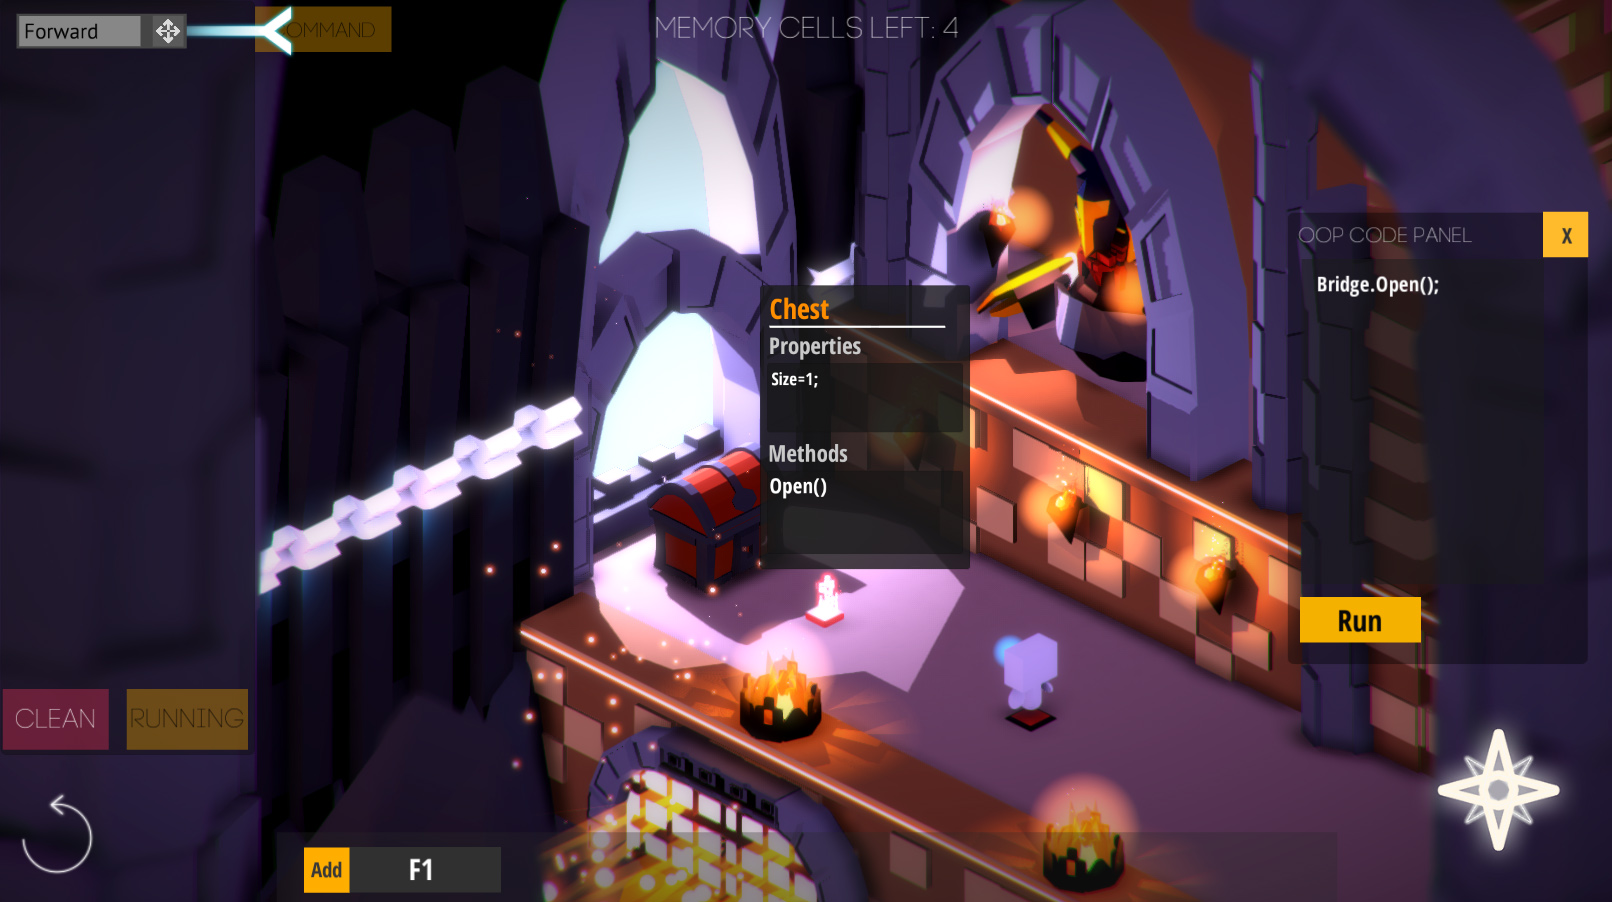 Forward
OMMAND
MEMORY CELLS LEFT: 4
OOP CODE PANEL
X
Bridge.Open();
Chest
Properties
Size=1;
Methods
Open()
Run
CLEAN
RUNNING
Add
F1